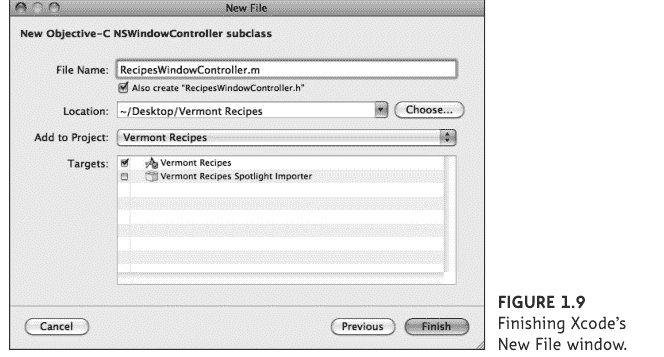 New File
New Objective-C NSWindowController subclass
File Name: RecipesWindowController.m
Also create "RecipesWindowController.h"
Location: ~/Desktop/Vermont Recipes Choose...
Add to Project: Vermont Recipes
Targets: Vermont Recipes
Vermont Recipes Spotlight Importer
Cancel Previous Finish
FIGURE 1.9
Finishing Xcode’s
New File window.